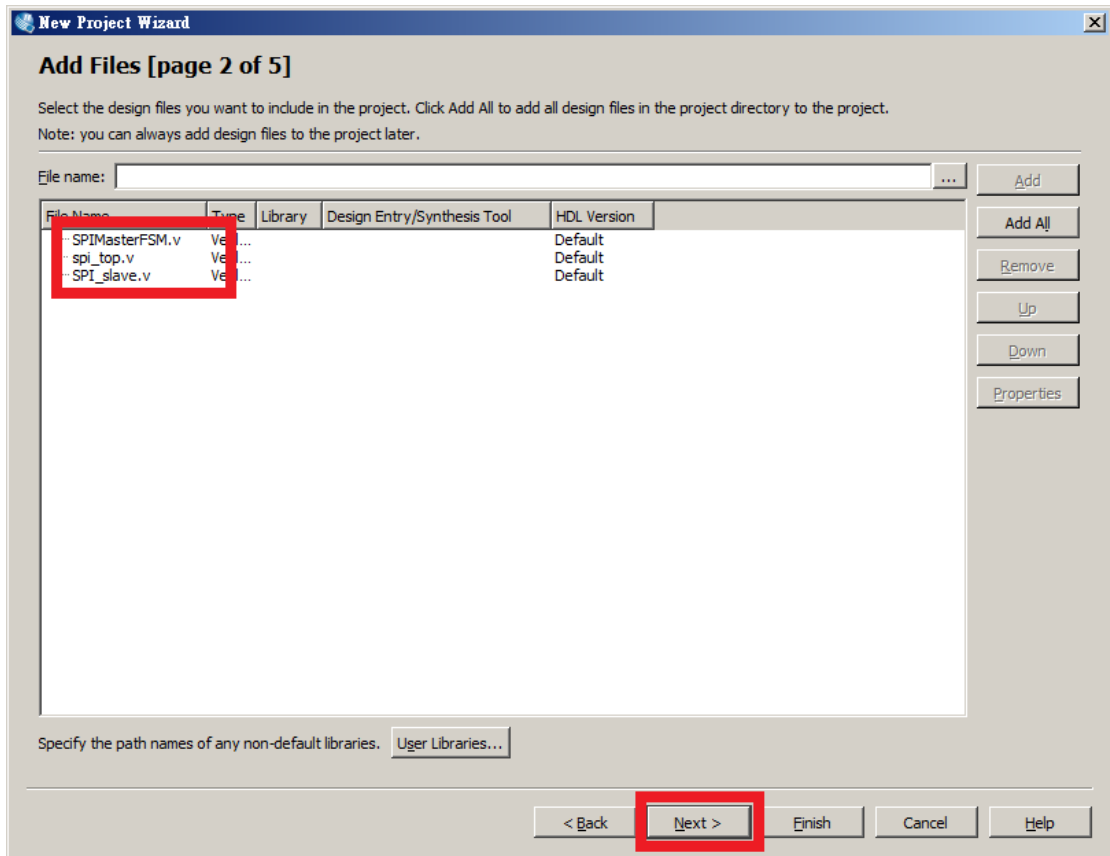 New Project Wizard
Add Files [page 2 of 5]
Select the design files you want to include in the project. Click Add All to add all design files in the project directory to the project.
Note: you can always add design files to the project later.
File name: ... Add
File Name Type Library Design Entry/Synthesis Tool HDL Version Add All
SPIMasterFSM.v Default
spi_top.v Default
SPI_slave.v Default
Remove
Up
Down
Properties
Specify the path names of any non-default libraries. User Libraries...
< Back Next > Finish Cancel Help